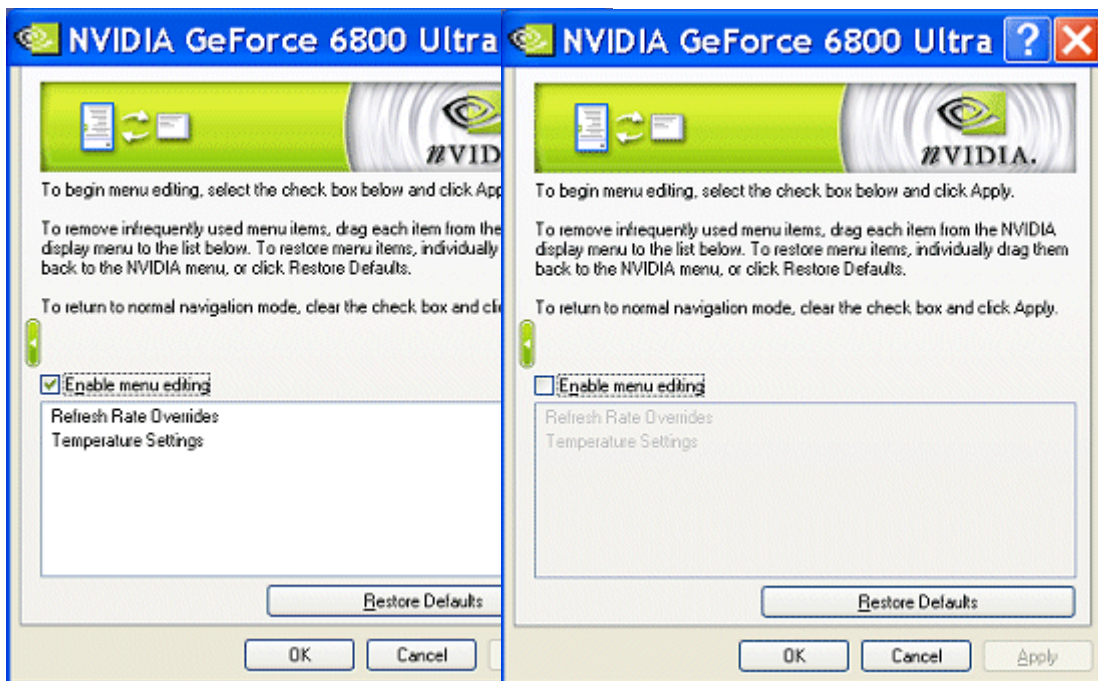 NVIDIA GeForce 6800 Ultra
nVID
To begin menu editing, select the check box below and click App
To remove infrequently used menu items, drag each item from the
display menu to the list below. To restore menu items, individually
back to the NVIDIA menu, or click Restore Defaults.
To return to normal navigation mode, clear the check box and cli
Enable menu editing
Refresh Rate Overrides
Temperature Settings
Restore Defaults
OK Cancel
NVIDIA GeForce 6800 Ultra
nVIDIA.
To begin menu editing, select the check box below and click Apply.
To remove infrequently used menu items, drag each item from the NVIDIA
display menu to the list below. To restore menu items, individually drag them
back to the NVIDIA menu, or click Restore Defaults.
To return to normal navigation mode, clear the check box and click Apply.
Enable menu editing
Refresh Rate Overrides
Temperature Settings
Restore Defaults
OK Cancel Apply